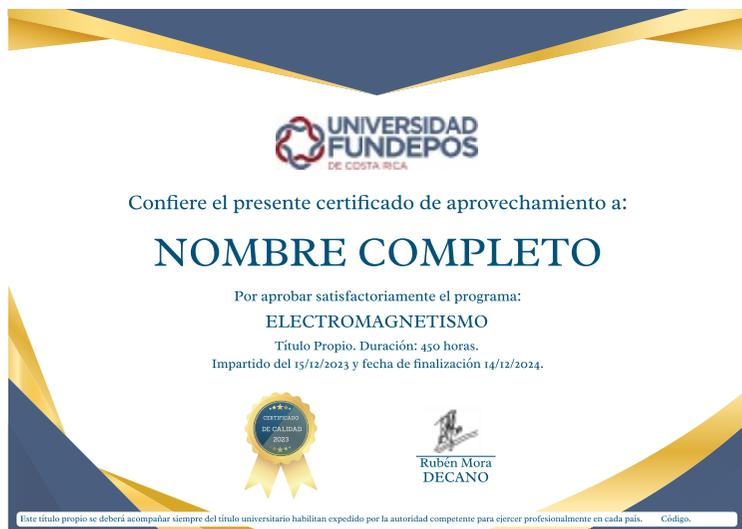 UNIVERSIDAD
FUNDEPOS
DE COSTA RICA
Confiere el presente certificado de aprovechamiento a:
NOMBRE COMPLETO
Por aprobar satisfactoriamente el programa:
ELECTROMAGNETISMO
Título Propio. Duración: 450 horas.
Impartido del 15/12/2023 y fecha de finalización 14/12/2024.
CERTIFICADO
DE CALIDAD
2023
Rubén Mora
DECANO
Este título propio se deberá acompañar siempre del título universitario habilitan expedido por la autoridad competente para ejercer profesionalmente en cada país. Código.